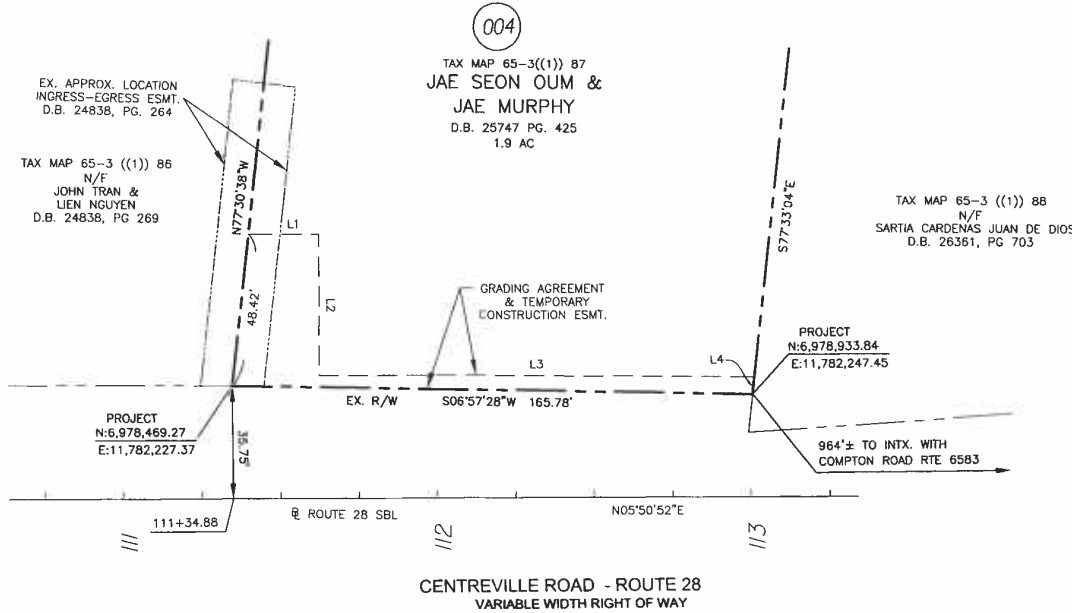 004
TAX MAP 65-3((1)) 87
JAE SEON OUM &
JAE MURPHY
D.B. 25747 PG. 425
1.9 AC
EX. APPROX. LOCATION
INGRESS-EGRESS ESMT.
D.B. 24838, PG. 264
TAX MAP 65-3 ((1)) 86
N/F
JOHN TRAN &
LIEN NGUYEN
D.B. 24838, PG 269
N77°30'38"W
48.42'
L1
L2
GRADING AGREEMENT
& TEMPORARY
CONSTRUCTION ESMT.
L3
L4
S77°33'04"E
TAX MAP 65-3 ((1)) 88
N/F
SARTIA CARDENAS JUAN DE DIOS
D.B. 26361, PG 703
PROJECT
N:6,978,933.84
E:11,782,247.45
EX. R/W S06°57'28"W 165.78'
PROJECT
N:6,978,469.27
E:11,782,227.37
35.75'
964'± TO INTX. WITH
COMPTON ROAD RTE 6583
111+34.88
111
℄ ROUTE 28 SBL
112
N05°50'52"E
113
CENTREVILLE ROAD - ROUTE 28
VARIABLE WIDTH RIGHT OF WAY